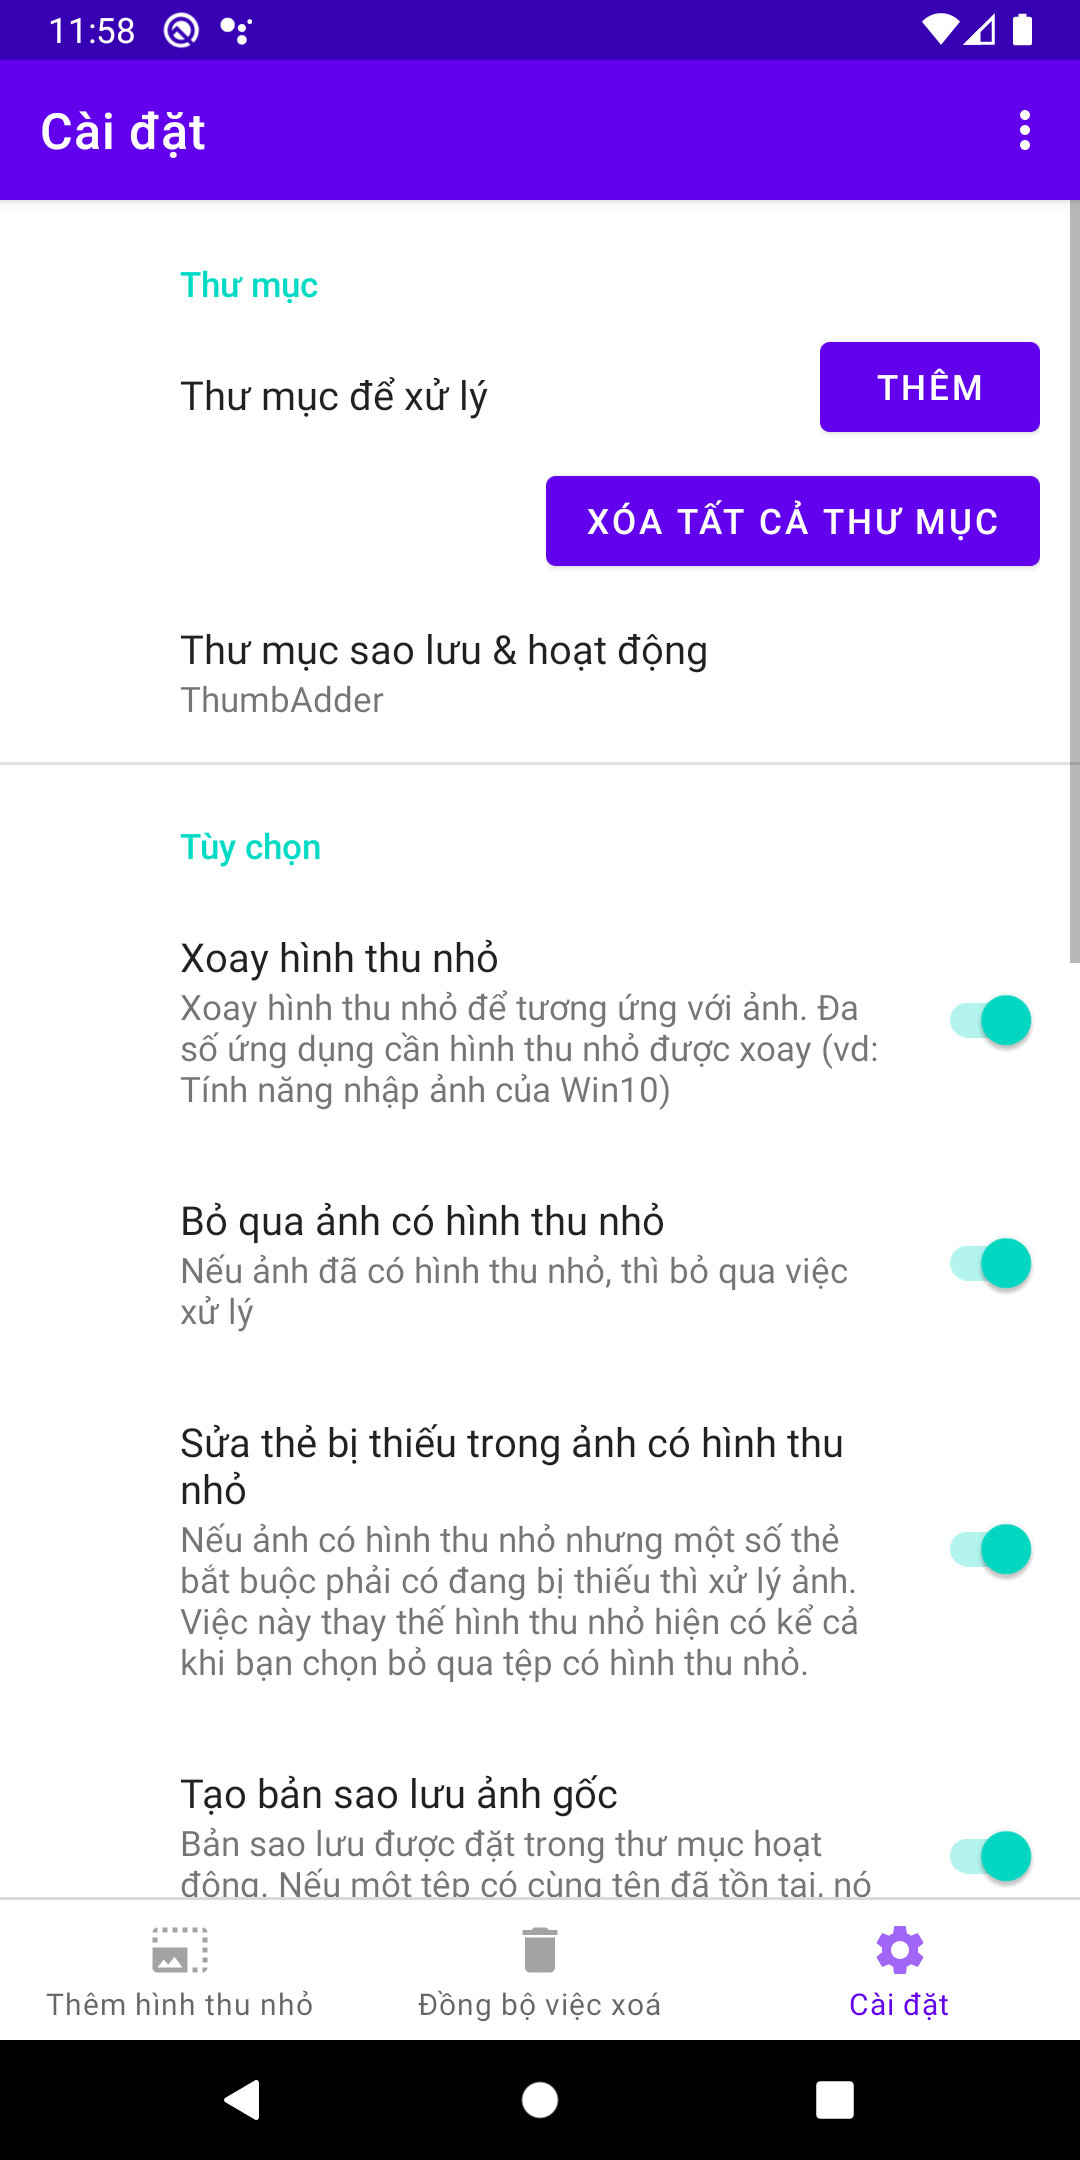 11:58
Cài đặt
Thư mục
Thư mục để xử lý
THÊM
XÓA TẤT CẢ THƯ MỤC
Thư mục sao lưu & hoạt động
ThumbAdder
Tùy chọn
Xoay hình thu nhỏ
Xoay hình thu nhỏ để tương ứng với ảnh. Đa
số ứng dụng cần hình thu nhỏ được xoay (vd:
Tính năng nhập ảnh của Win10)
Bỏ qua ảnh có hình thu nhỏ
Nếu ảnh đã có hình thu nhỏ, thì bỏ qua việc
xử lý
Sửa thẻ bị thiếu trong ảnh có hình thu
nhỏ
Nếu ảnh có hình thu nhỏ nhưng một số thẻ
bắt buộc phải có đang bị thiếu thì xử lý ảnh.
Việc này thay thế hình thu nhỏ hiện có kể cả
khi bạn chọn bỏ qua tệp có hình thu nhỏ.
Tạo bản sao lưu ảnh gốc
Bản sao lưu được đặt trong thư mục hoạt
động. Nếu một tệp có cùng tên đã tồn tại, nó
Thêm hình thu nhỏ
Đồng bộ việc xoá
Cài đặt